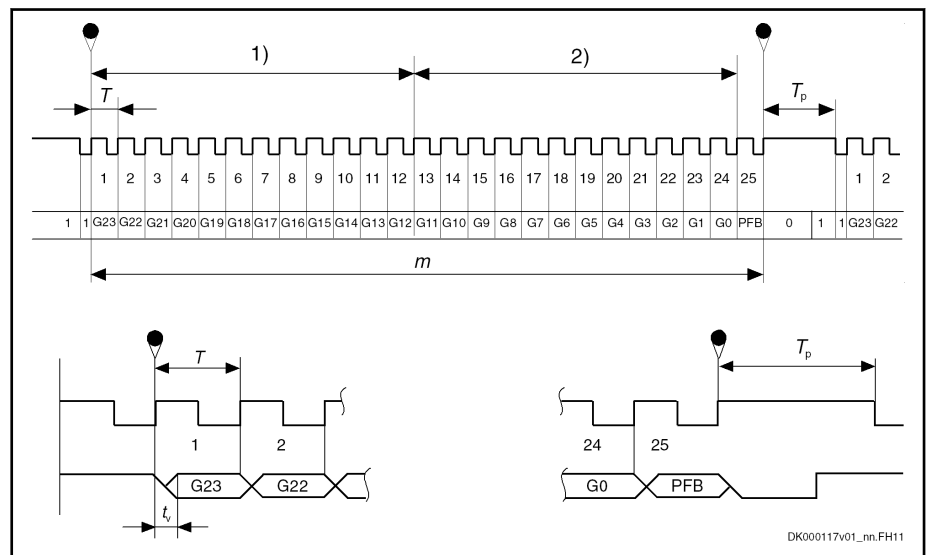 1) 2)
T Tp
1 2 3 4 5 6 7 8 9 10 11 12 13 14 15 16 17 18 19 20 21 22 23 24 25 1 2
1 1 G23 G22 G21 G20 G19 G18 G17 G16 G15 G14 G13 G12 G11 G10 G9 G8 G7 G6 G5 G4 G3 G2 G1 G0 PFB 0 1 1 G23 G22
m
T Tp
1 2 24 25
G23 G22 G0 PFB
tv
DK000117v01_nn.FH11